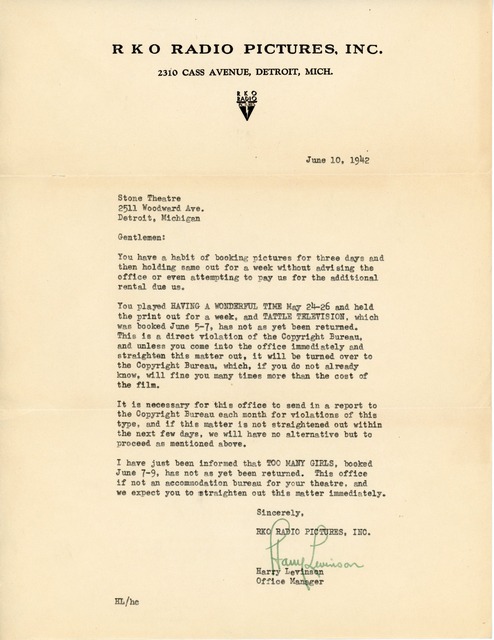 RKO RADIO PICTURES, INC.
2310 CASS AVENUE, DETROIT, MICH.
RKO
RADIO
June 10, 1942
Stone Theatre
2511 Woodward Ave.
Detroit, Michigan
Gentlemen:
You have a habit of booking pictures for three days and
then holding same out for a week without advising the
office or even attempting to pay us for the additional
rental due us.
You played HAVING A WONDERFUL TIME May 24-26 and held
the print out for a week, and TATTLE TELEVISION, which
was booked June 5-7, has not as yet been returned.
This is a direct violation of the Copyright Bureau,
and unless you come into the office immediately and
straighten this matter out, it will be turned over to
the Copyright Bureau, which, if you do not already
know, will fine you many times more than the cost of
the film.
It is necessary for this office to send in a report to
the Copyright Bureau each month for violations of this
type, and if this matter is not straightened out within
the next few days, we will have no alternative but to
proceed as mentioned above.
I have just been informed that TOO MANY GIRLS, booked
June 7-9, has not as yet been returned. This office
if not an accommodation bureau for your theatre, and
we expect you to straighten out this matter immediately.
Sincerely,
RKO RADIO PICTURES, INC.
Harry Levinson
Harry Levinson
Office Manager
HL/hc